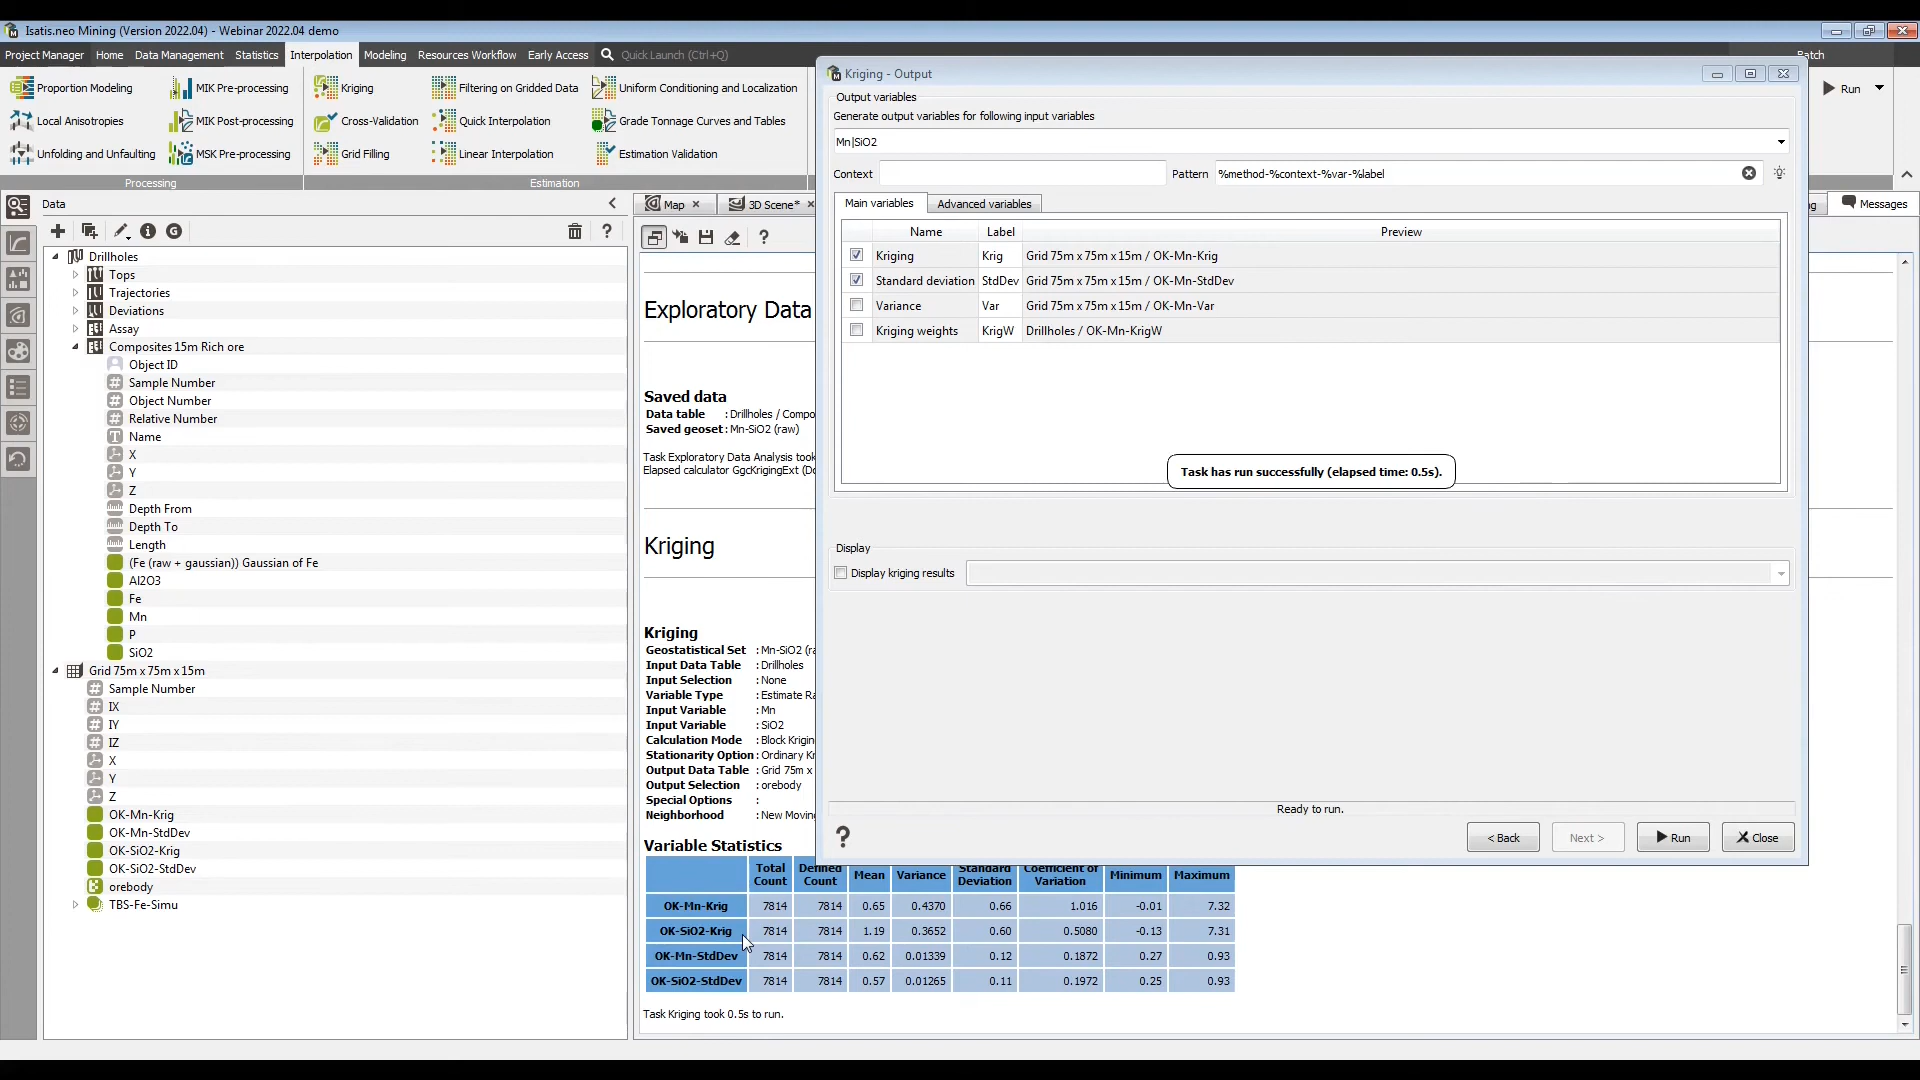 Isatis.neo Mining (Version 2022.04) - Webinar 2022.04 demo
Project Manager Home Data Management Statistics Interpolation Modeling Resources Workflow Early Access Quick Launch (Ctrl+Q)
Proportion Modeling
Local Anisotropies
Unfolding and Unfaulting
MIK Pre-processing
MIK Post-processing
MSK Pre-processing
Processing
Kriging
Cross-Validation
Grid Filling
Filtering on Gridded Data
Quick Interpolation
Linear Interpolation
Uniform Conditioning and Localization
Grade Tonnage Curves and Tables
Estimation Validation
Estimation
Run
Data
Drillholes
Tops
Trajectories
Deviations
Assay
Composites 15m Rich ore
Object ID
Sample Number
Object Number
Relative Number
Name
X
Y
Z
Depth From
Depth To
Length
(Fe (raw + gaussian)) Gaussian of Fe
Al2O3
Fe
Mn
P
SiO2
Grid 75m x 75m x 15m
Sample Number
IX
IY
IZ
X
Y
Z
OK-Mn-Krig
OK-Mn-StdDev
OK-SiO2-Krig
OK-SiO2-StdDev
orebody
TBS-Fe-Simu
Map 3D Scene*
Messages
Exploratory Data
Saved data
Data table : Drillholes / Compo
Saved geoset : Mn-SiO2 (raw)
Task Exploratory Data Analysis took
Elapsed calculator GgcKrigingExt (Do
Kriging
Kriging
Geostatistical Set : Mn-SiO2 (ra
Input Data Table : Drillholes
Input Selection : None
Variable Type : Estimate Ra
Input Variable : Mn
Input Variable : SiO2
Calculation Mode : Block Kriging
Stationarity Option : Ordinary Kr
Output Data Table : Grid 75m x
Output Selection : orebody
Special Options :
Neighborhood : New Moving
Variable Statistics
Total Count Defined Count Mean Variance Standard Deviation Coefficient of Variation Minimum Maximum
OK-Mn-Krig 7814 7814 0.65 0.4370 0.66 1.016 -0.01 7.32
OK-SiO2-Krig 7814 7814 1.19 0.3652 0.60 0.5080 -0.13 7.31
OK-Mn-StdDev 7814 7814 0.62 0.01339 0.12 0.1872 0.27 0.93
OK-SiO2-StdDev 7814 7814 0.57 0.01265 0.11 0.1972 0.25 0.93
Task Kriging took 0.5s to run.
Kriging - Output
Output variables
Generate output variables for following input variables
Mn|SiO2
Context Pattern %method-%context-%var-%label
Main variables Advanced variables
Name Label Preview
Kriging Krig Grid 75m x 75m x 15m / OK-Mn-Krig
Standard deviation StdDev Grid 75m x 75m x 15m / OK-Mn-StdDev
Variance Var Grid 75m x 75m x 15m / OK-Mn-Var
Kriging weights KrigW Drillholes / OK-Mn-KrigW
Task has run successfully (elapsed time: 0.5s).
Display
Display kriging results
Ready to run.
< Back Next > Run Close